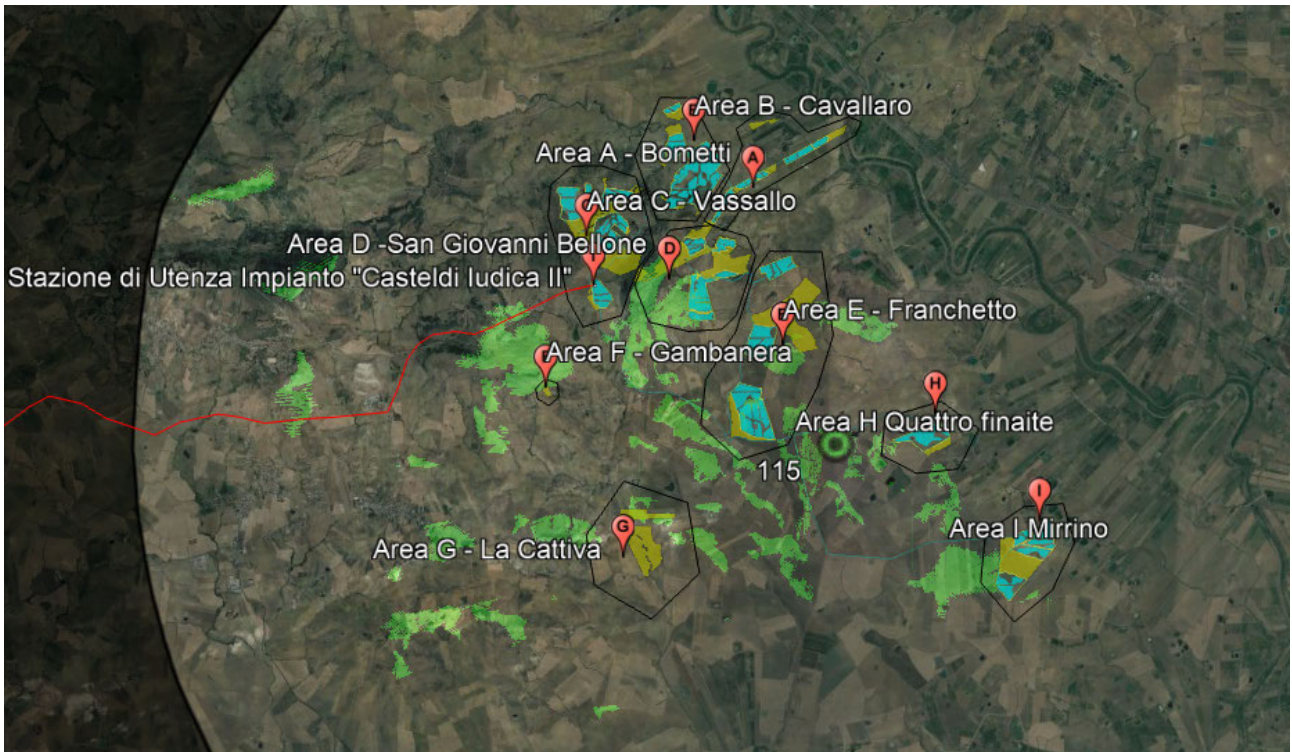 Area B - Cavallaro
Area A - Bometti
A
Area C - Vassallo
C
Area D -San Giovanni Bellone
D
Stazione di Utenza Impianto "Casteldi Iudica II"
Area E - Franchetto
Area F - Gambanera
H
Area H Quattro finaite
115
I
Area I Mirrino
G
Area G - La Cattiva